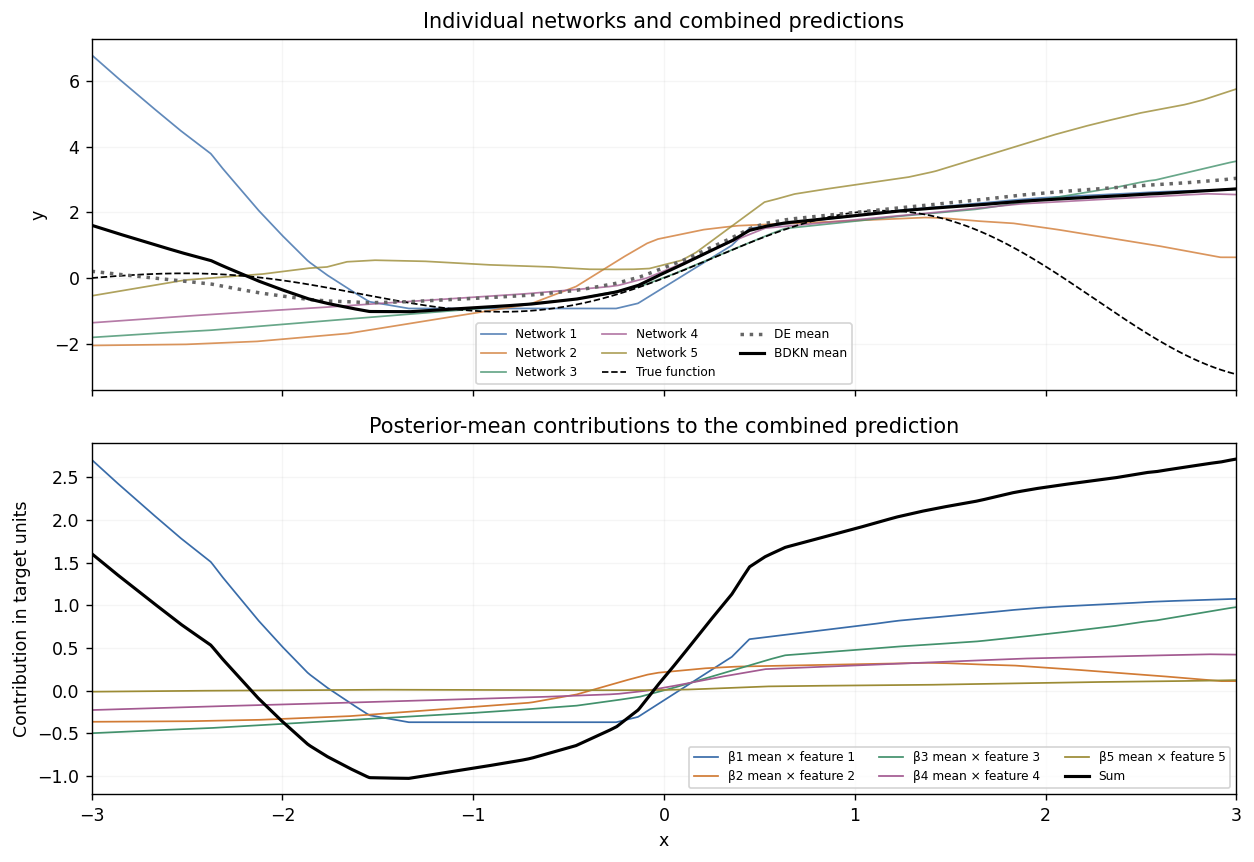 Individual networks and combined predictions
6
4
2
0
−2
y
Network 1
Network 2
Network 3
Network 4
Network 5
True function
DE mean
BDKN mean
Posterior-mean contributions to the combined prediction
2.5
2.0
1.5
1.0
0.5
0.0
−0.5
−1.0
Contribution in target units
β1 mean × feature 1
β2 mean × feature 2
β3 mean × feature 3
β4 mean × feature 4
β5 mean × feature 5
Sum
−3 −2 −1 0 1 2 3
x